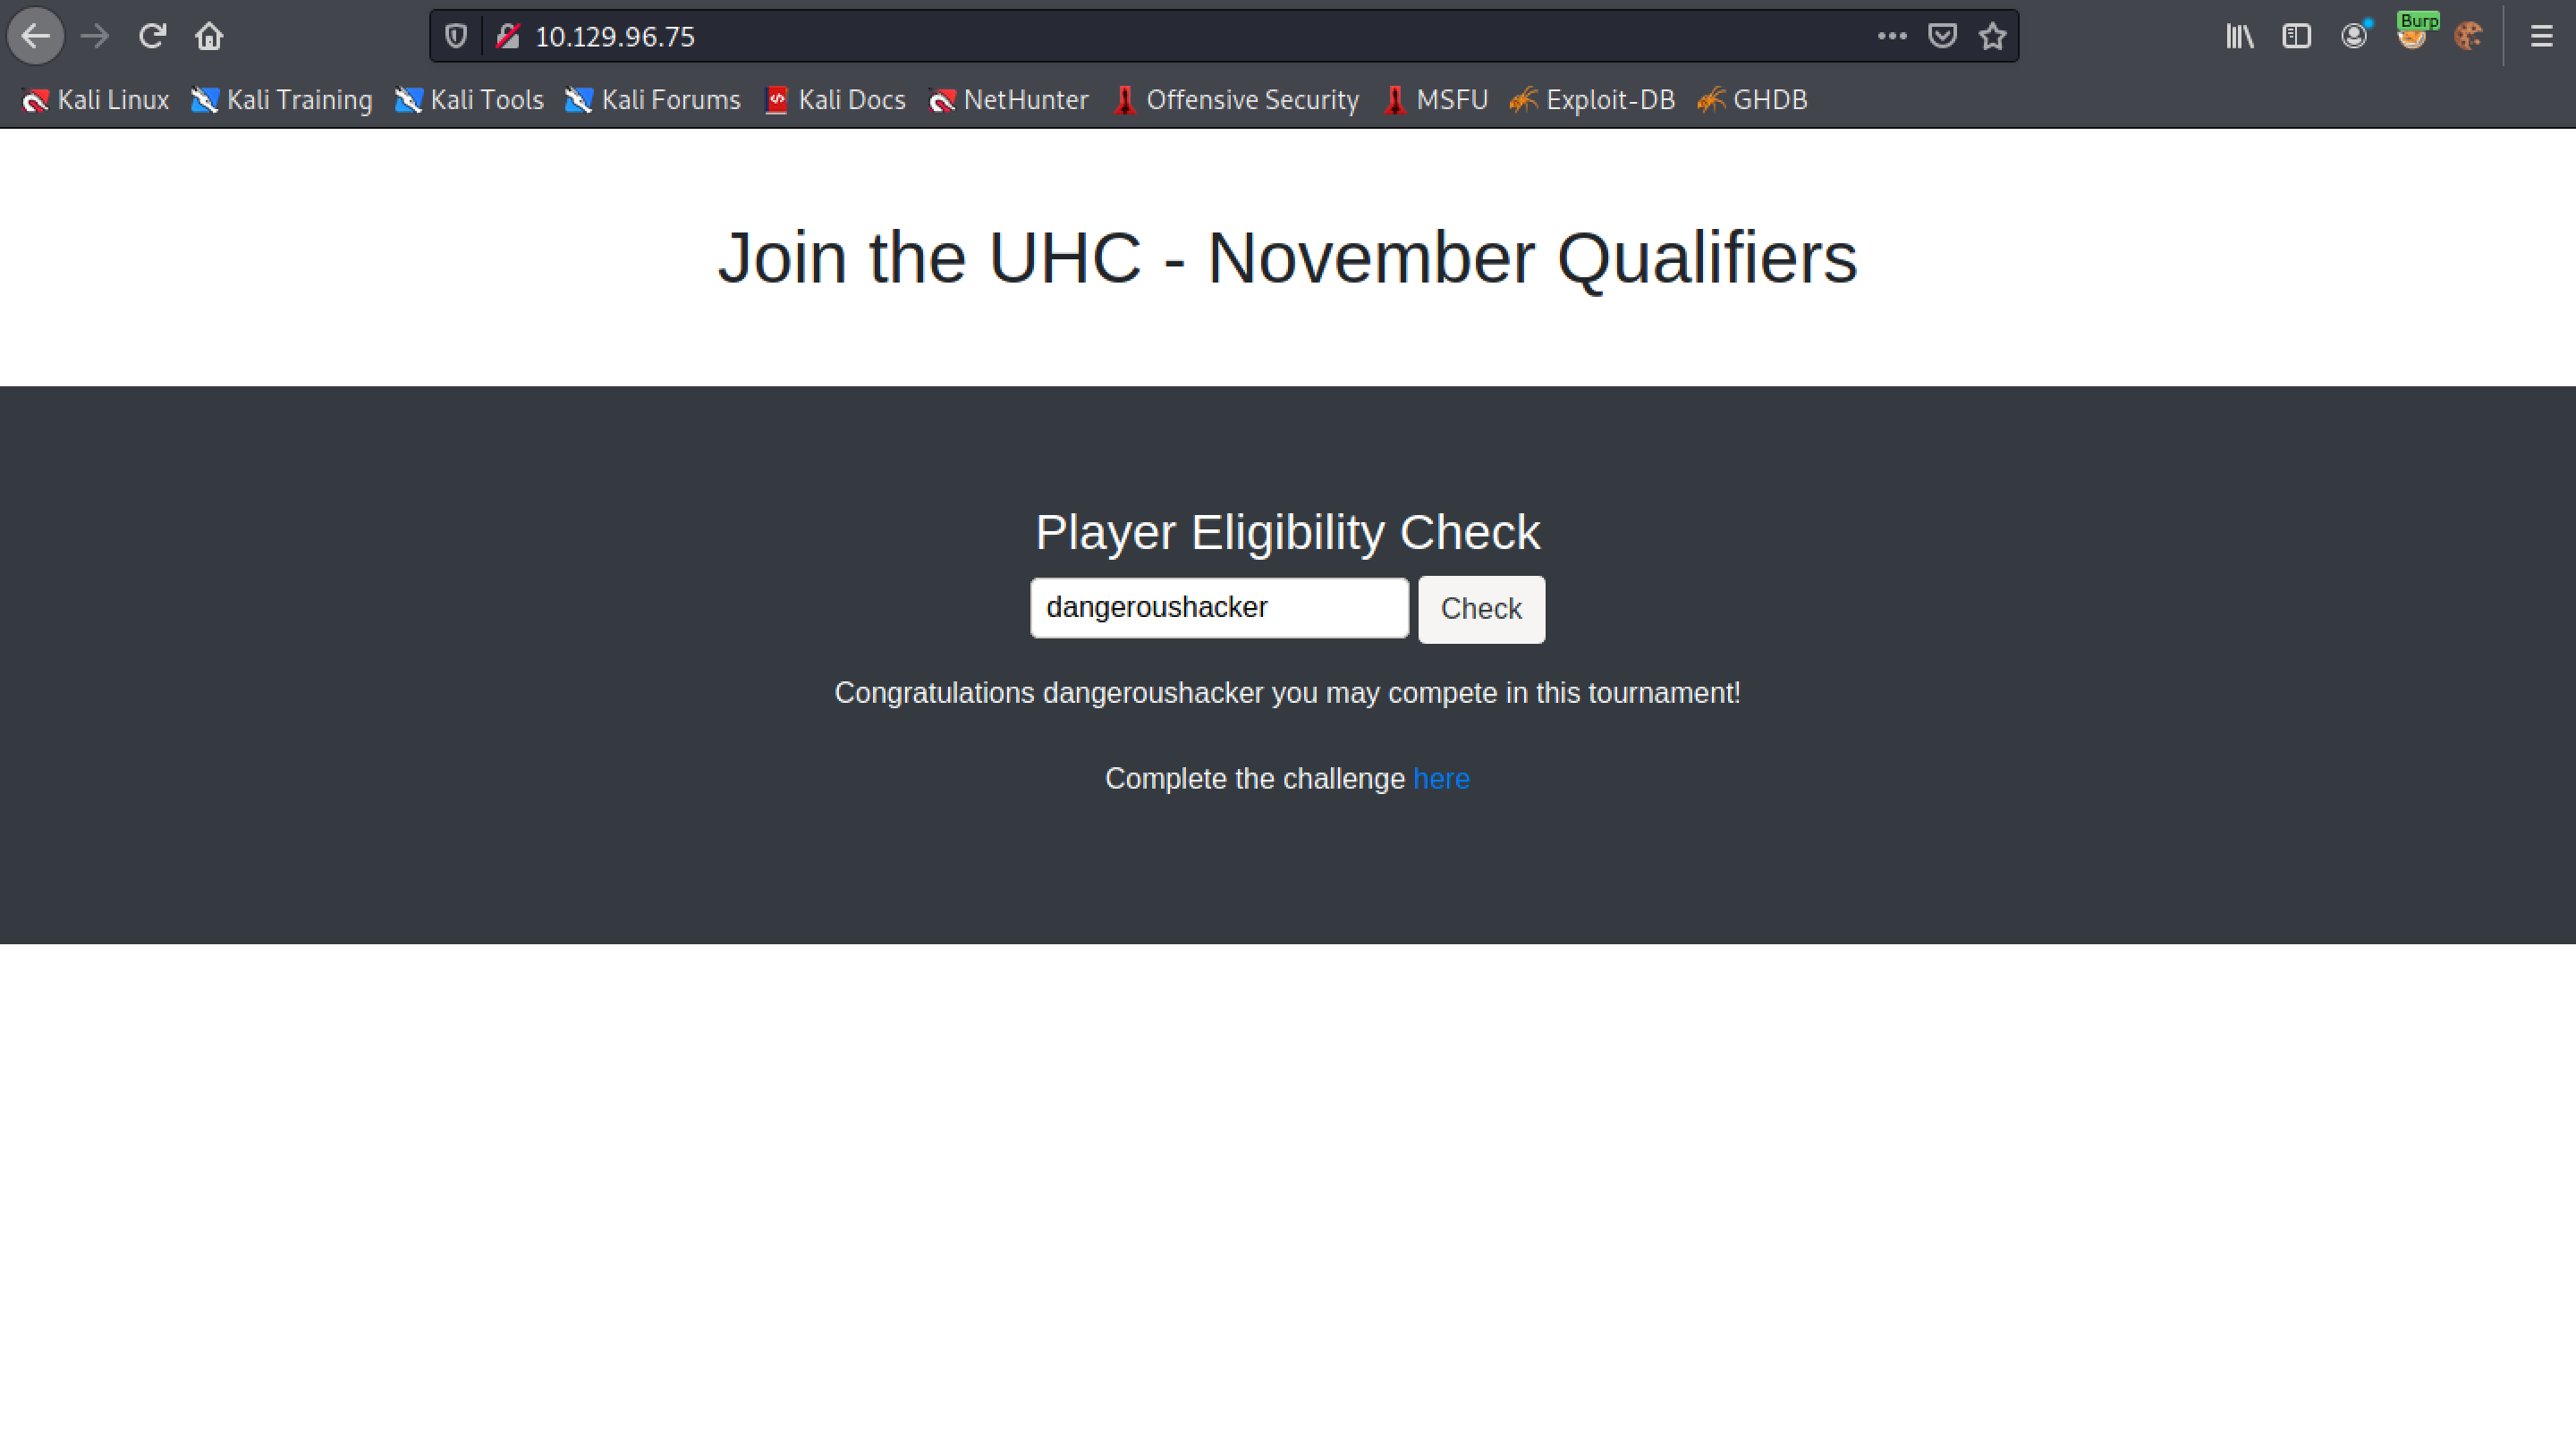 10.129.96.75
Burp
Kali Linux Kali Training Kali Tools Kali Forums Kali Docs NetHunter Offensive Security MSFU Exploit-DB GHDB
Join the UHC - November Qualifiers
Player Eligibility Check
dangeroushacker Check
Congratulations dangeroushacker you may compete in this tournament!
Complete the challenge here